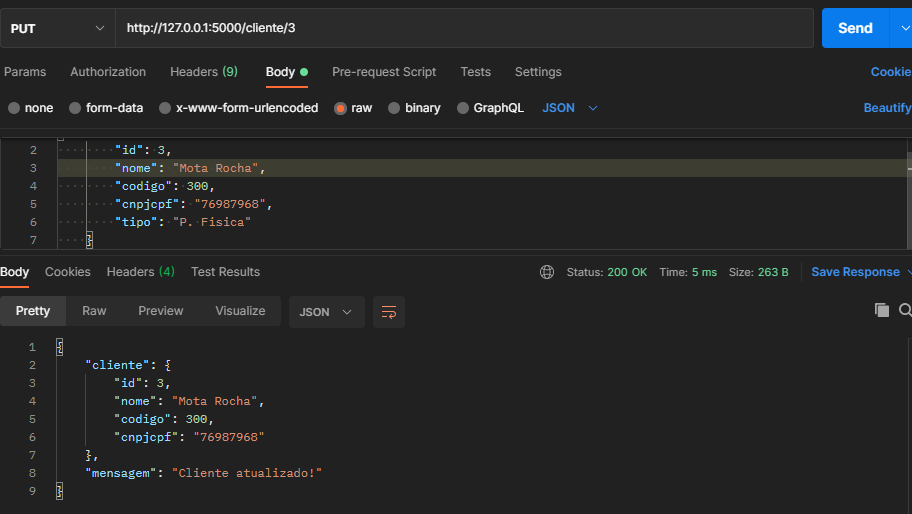 PUT http://127.0.0.1:5000/cliente/3 Send
Params Authorization Headers (9) Body Pre-request Script Tests Settings Cookie
none form-data x-www-form-urlencoded raw binary GraphQL JSON Beautify
2 "id": 3,
3 "nome": "Mota Rocha",
4 "codigo": 300,
5 "cnpjcpf": "76987968",
6 "tipo": "P. Fisica"
7 }
Body Cookies Headers (4) Test Results Status: 200 OK Time: 5 ms Size: 263 B Save Response
Pretty Raw Preview Visualize JSON
1 {
2 "cliente": {
3 "id": 3,
4 "nome": "Mota Rocha",
5 "codigo": 300,
6 "cnpjcpf": "76987968"
7 },
8 "mensagem": "Cliente atualizado!"
9 }